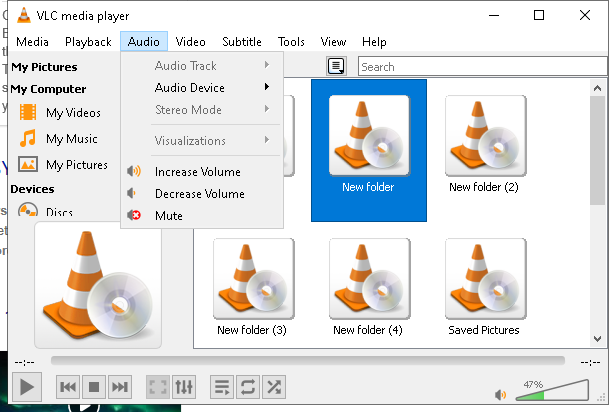 VLC media player
Media Playback Audio Video Subtitle Tools View Help
My Pictures
My Computer
My Videos
My Music
My Pictures
Devices
Discs
Audio Track
Audio Device
Stereo Mode
Visualizations
Increase Volume
Decrease Volume
Mute
Search
New folder
New folder (2)
New folder (3)
New folder (4)
Saved Pictures
--:--
--:--
47%